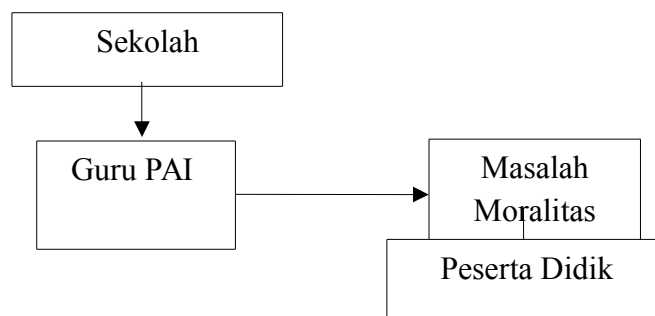 Sekolah
Guru PAI
Masalah
Moralitas
Peserta Didik